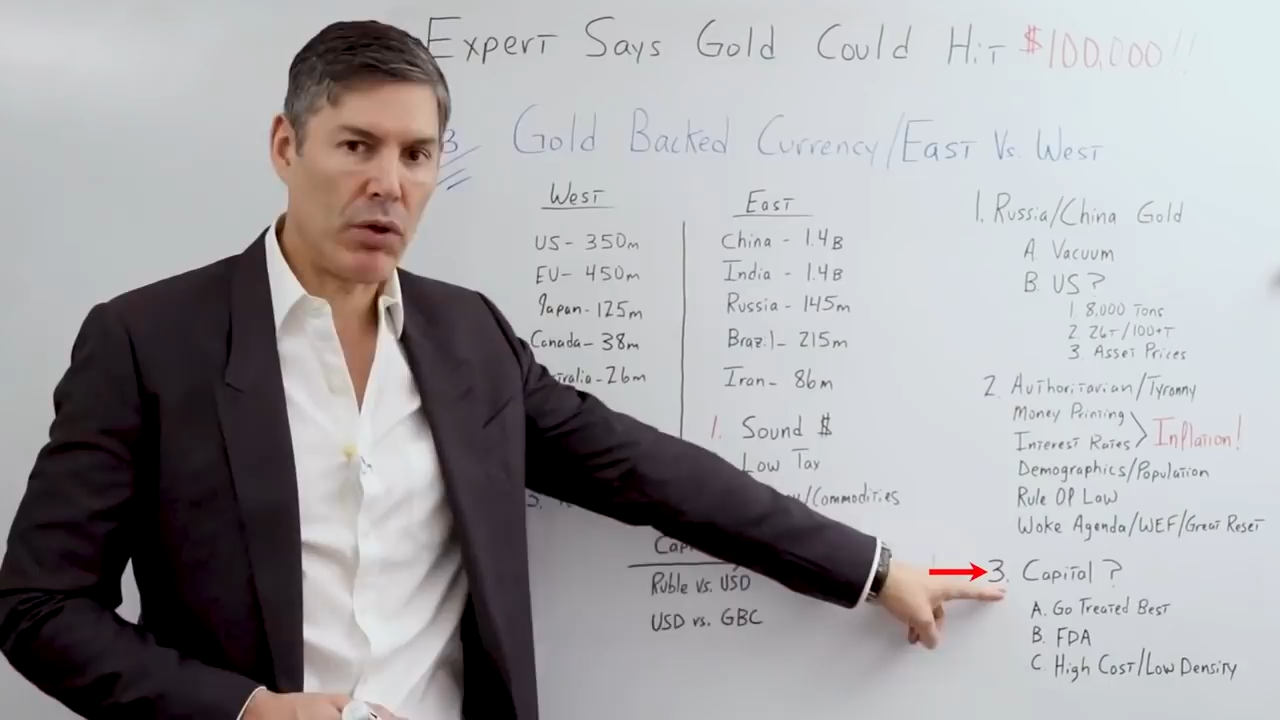 Expert Says Gold Could Hit $100,000!!
3 Gold Backed Currency/East Vs. West
West
US- 350m
EU- 450m
Japan- 125m
Canada- 38m
-26m
East
China - 1.4B
India - 1.4B
Russia - 145m
Brazil- 215m
Iran- 86m
1. Sound $
Low Tax
/Commodities
3.
Ruble vs. USD
USD vs. GBC
1. Russia/China Gold
A. Vacuum
B. US?
1. 8,000 Tons
2. 26T/100+T
3. Asset Prices
2. Authoritarian/Tyranny
Money Printing
Interest Rates
Inflation!
Demographics/Population
Rule Of Law
Woke Agenda/WEF/Great Reset
3. Capital?
A. Go Treated Best
B. FDA
C. High Cost/Low Density